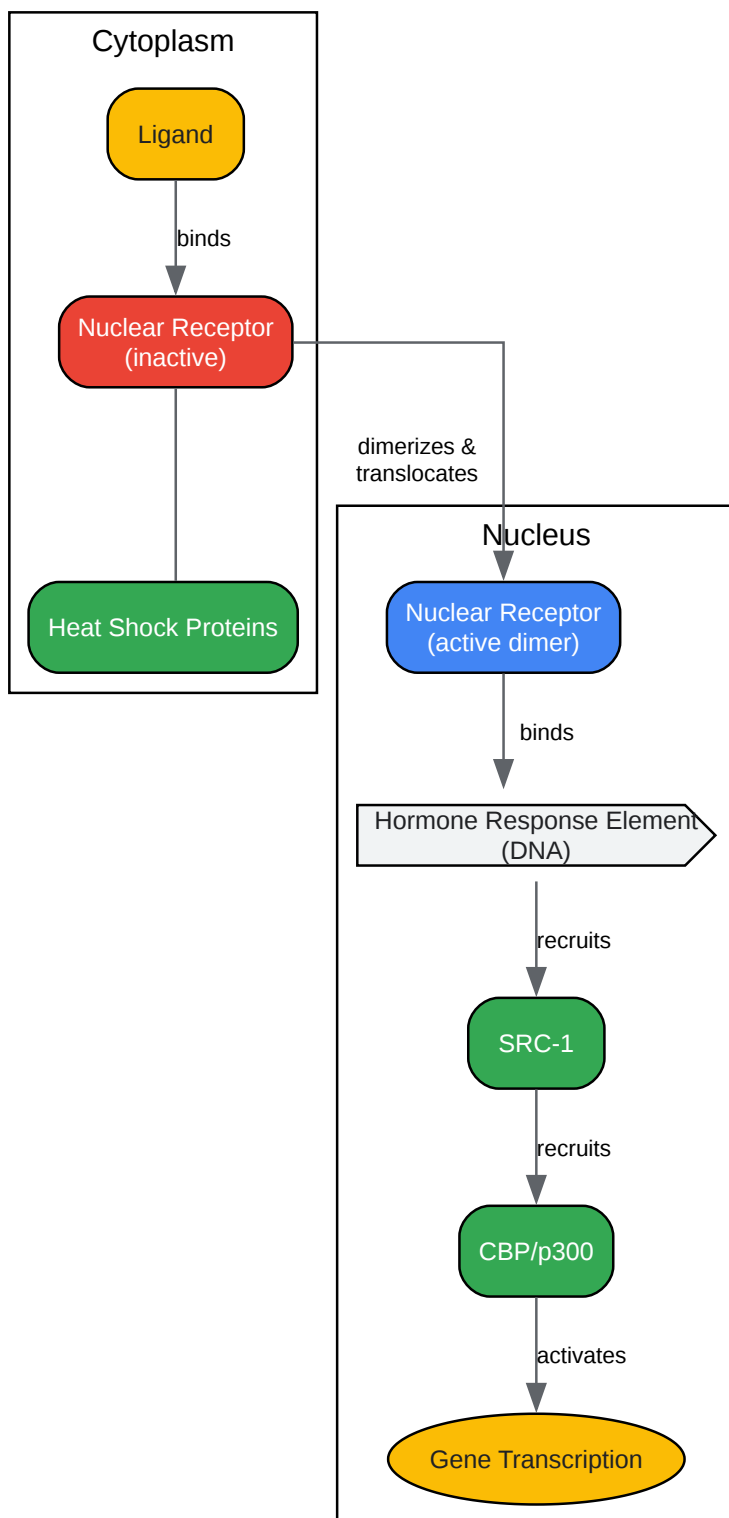 Cytoplasm
Ligand
binds
Nuclear Receptor
(inactive)
dimerizes &
translocates
Nucleus
Heat Shock Proteins
Nuclear Receptor
(active dimer)
binds
Hormone Response Element
(DNA)
recruits
SRC-1
recruits
CBP/p300
activates
Gene Transcription